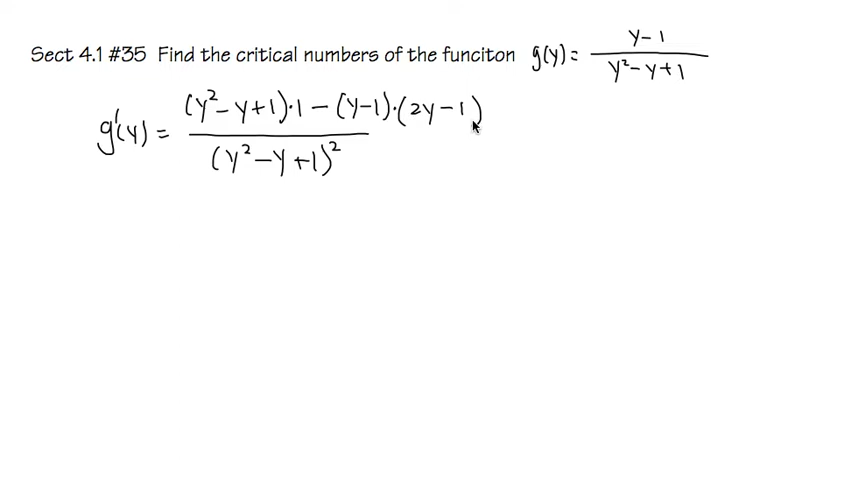 Sect 4.1 #35 Find the critical numbers of the funciton g(y) = (y-1)/(y²-y+1)
g'(y) = ((y²-y+1)·1-(y-1)·(2y-1))/(y²-y+1)²